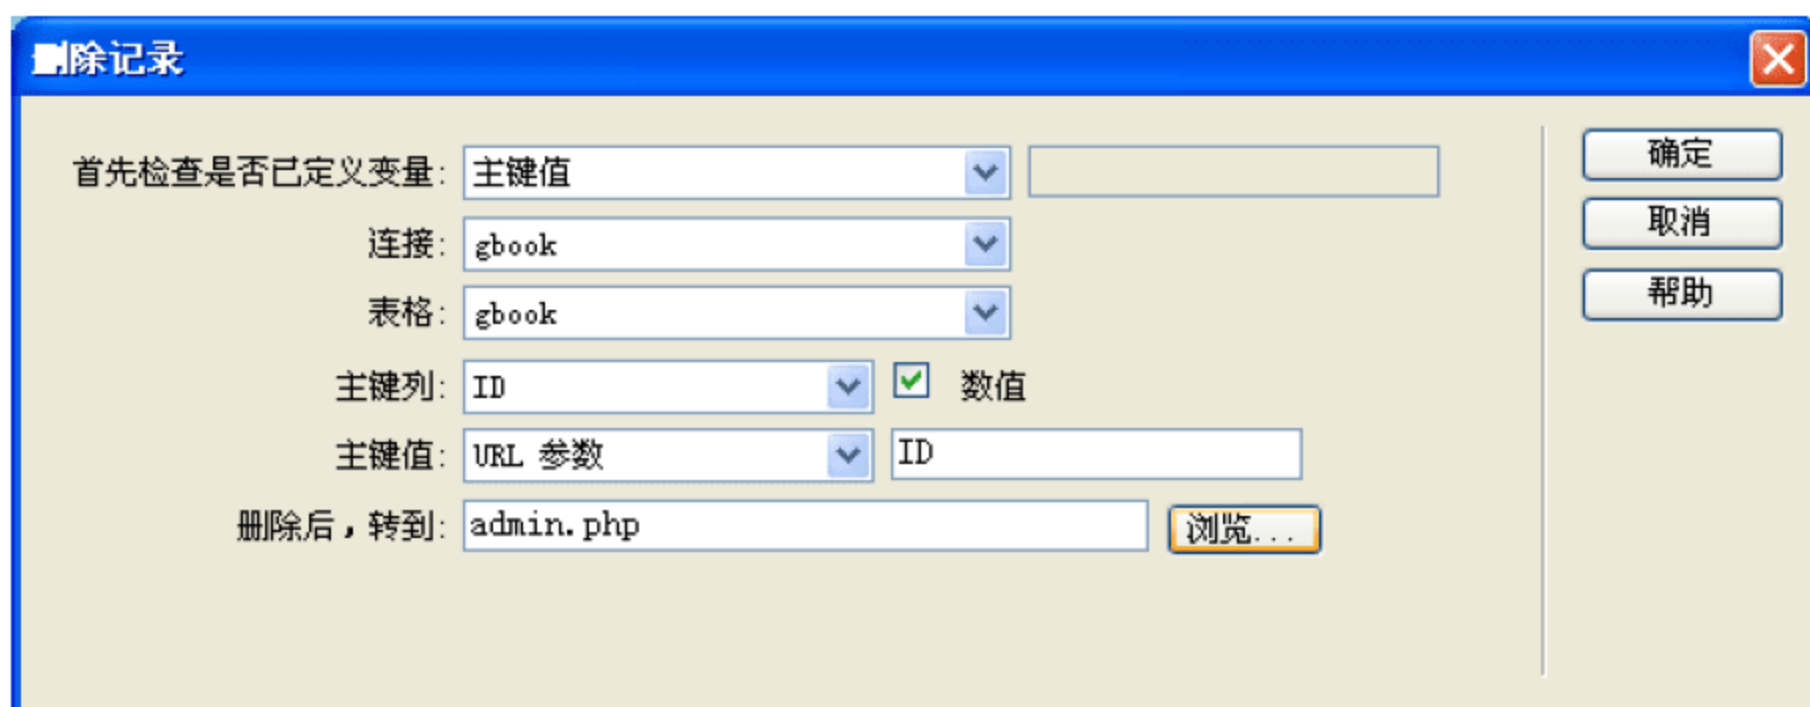 删除记录
首先检查是否已定义变量: 主键值
连接: gbook
表格: gbook
主键列: ID 数值
主键值: URL 参数 ID
删除后,转到: admin.php 浏览...
确定
取消
帮助